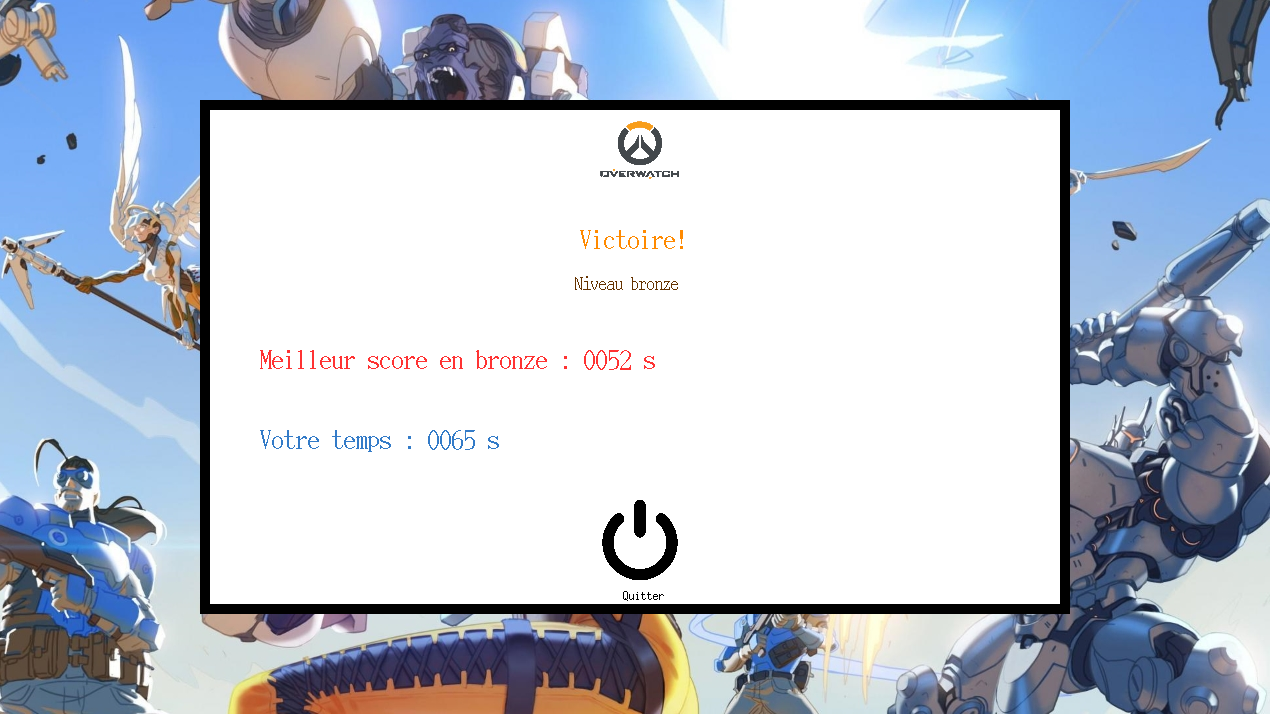 OVERWATCH
Victoire!
Niveau bronze
Meilleur score en bronze : 0052 s
Votre temps : 0065 s
Quitter